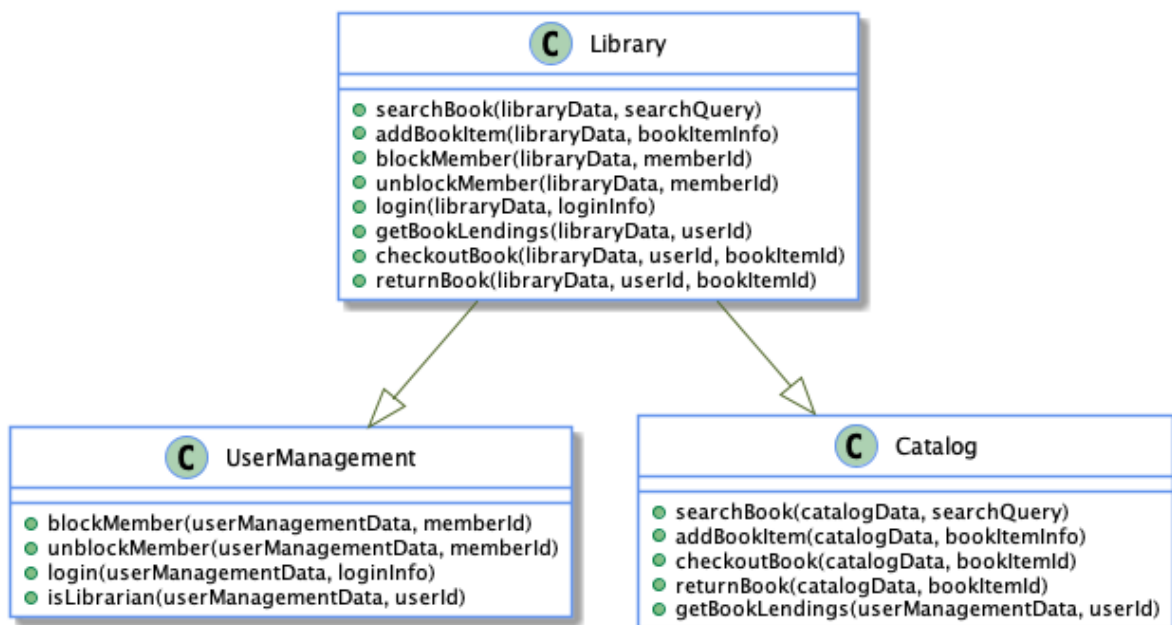 C Library
searchBook(libraryData, searchQuery)
addBookItem(libraryData, bookItemInfo)
blockMember(libraryData, memberId)
unblockMember(libraryData, memberId)
login(libraryData, loginInfo)
getBookLendings(libraryData, userId)
checkoutBook(libraryData, userId, bookItemId)
returnBook(libraryData, userId, bookItemId)
C UserManagement
blockMember(userManagementData, memberId)
unblockMember(userManagementData, memberId)
login(userManagementData, loginInfo)
isLibrarian(userManagementData, userId)
C Catalog
searchBook(catalogData, searchQuery)
addBookItem(catalogData, bookItemInfo)
checkoutBook(catalogData, bookItemId)
returnBook(catalogData, bookItemId)
getBookLendings(userManagementData, userId)